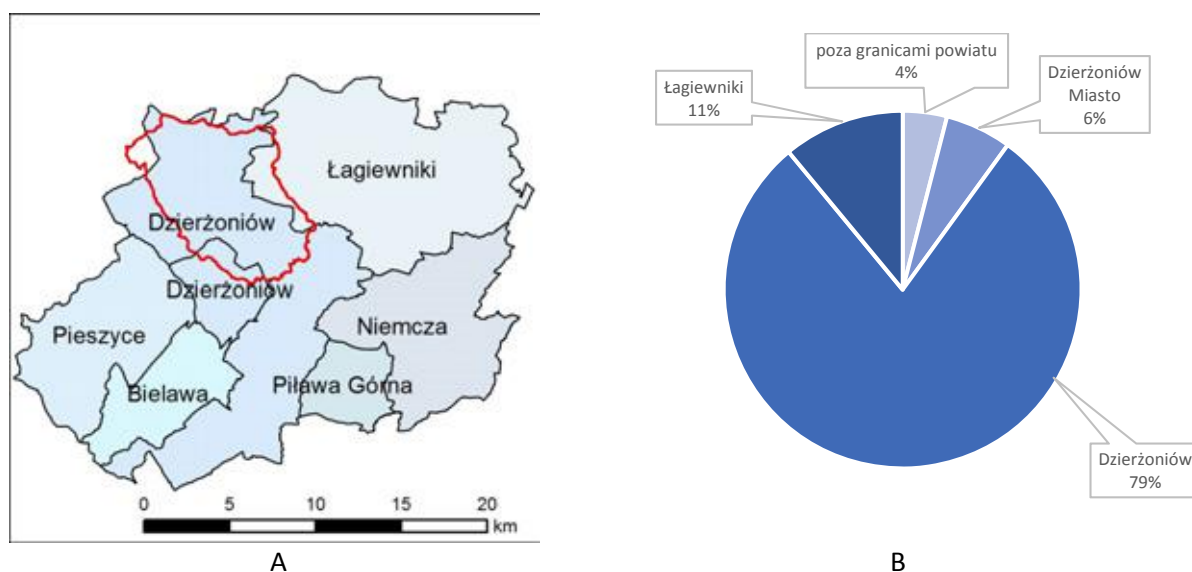 Łagiewniki
Dzierżoniów
Dzierżoniów
Pieszyce
Niemcza
Bielawa
Piława Górna
0 5 10 15 20
km
A
poza granicami powiatu
4%
Łagiewniki
11%
Dzierżoniów
Miasto
6%
Dzierżoniów
79%
B